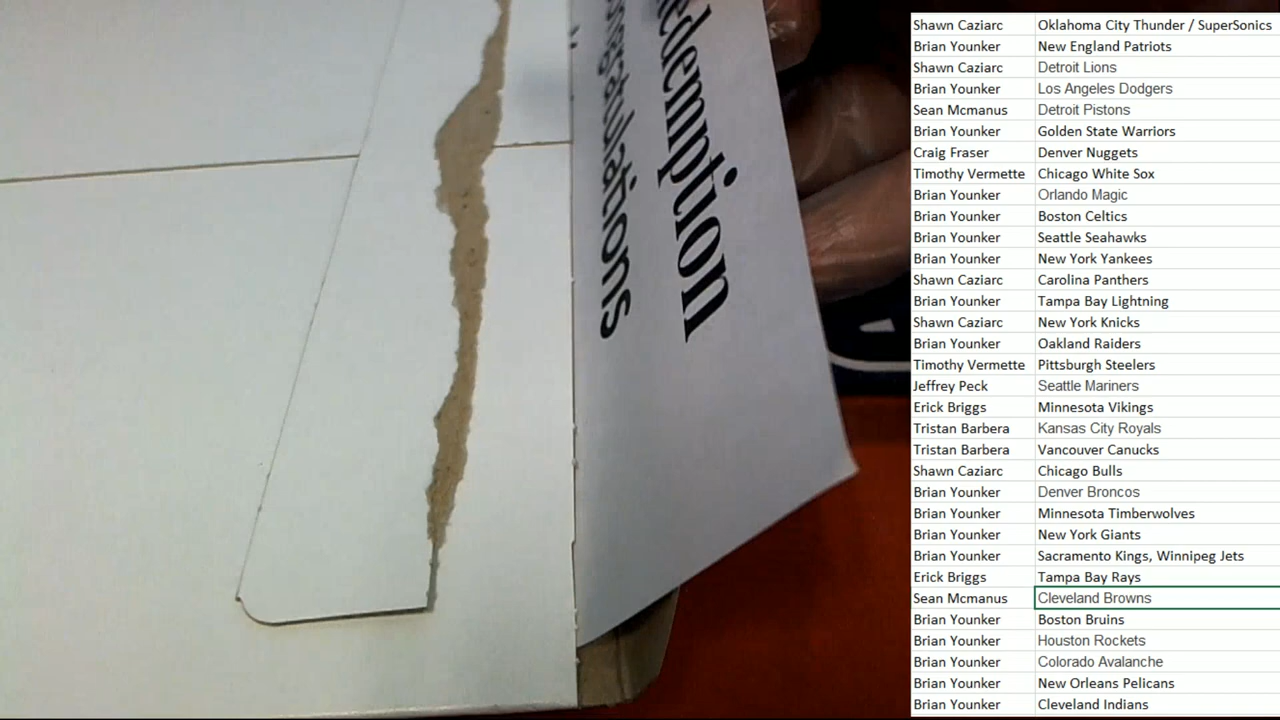 edemption
ongratulations
Shawn Caziarc Oklahoma City Thunder / SuperSonics
Brian Younker New England Patriots
Shawn Caziarc Detroit Lions
Brian Younker Los Angeles Dodgers
Sean Mcmanus Detroit Pistons
Brian Younker Golden State Warriors
Craig Fraser Denver Nuggets
Timothy Vermette Chicago White Sox
Brian Younker Orlando Magic
Brian Younker Boston Celtics
Brian Younker Seattle Seahawks
Brian Younker New York Yankees
Shawn Caziarc Carolina Panthers
Brian Younker Tampa Bay Lightning
Shawn Caziarc New York Knicks
Brian Younker Oakland Raiders
Timothy Vermette Pittsburgh Steelers
Jeffrey Peck Seattle Mariners
Erick Briggs Minnesota Vikings
Tristan Barbera Kansas City Royals
Tristan Barbera Vancouver Canucks
Shawn Caziarc Chicago Bulls
Brian Younker Denver Broncos
Brian Younker Minnesota Timberwolves
Brian Younker New York Giants
Brian Younker Sacramento Kings, Winnipeg Jets
Erick Briggs Tampa Bay Rays
Sean Mcmanus Cleveland Browns
Brian Younker Boston Bruins
Brian Younker Houston Rockets
Brian Younker Colorado Avalanche
Brian Younker New Orleans Pelicans
Brian Younker Cleveland Indians